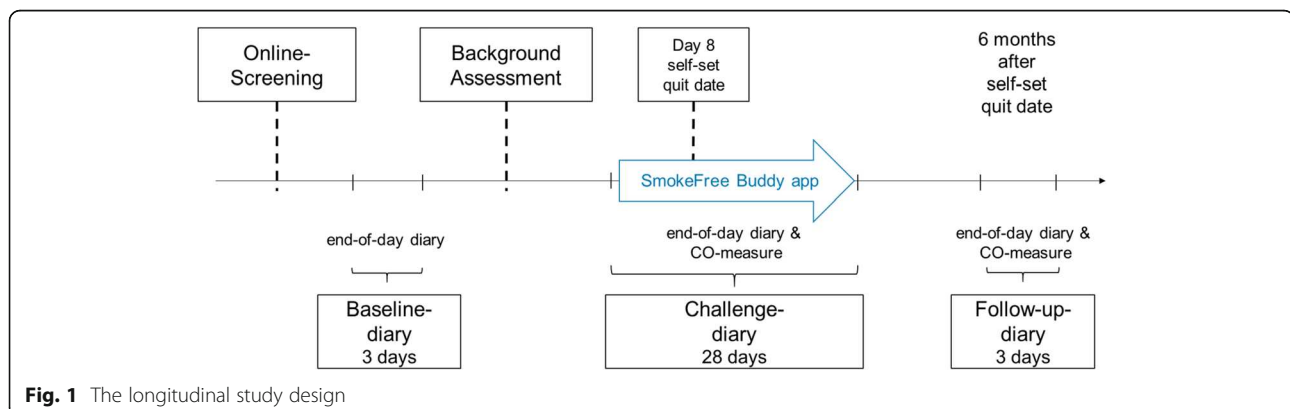 Online-
Screening
Background
Assessment
Day 8
self-set
quit date
6 months
after
self-set
quit date
SmokeFree Buddy app
end-of-day diary
end-of-day diary &
CO-measure
end-of-day diary &
CO-measure
Baseline-
diary
3 days
Challenge-
diary
28 days
Follow-up-
diary
3 days
Fig. 1 The longitudinal study design